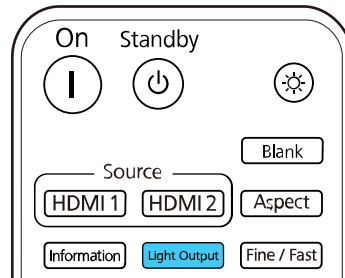 On Standby
Blank
Source
HDMI 1 HDMI 2 Aspect
Information Light Output Fine / Fast